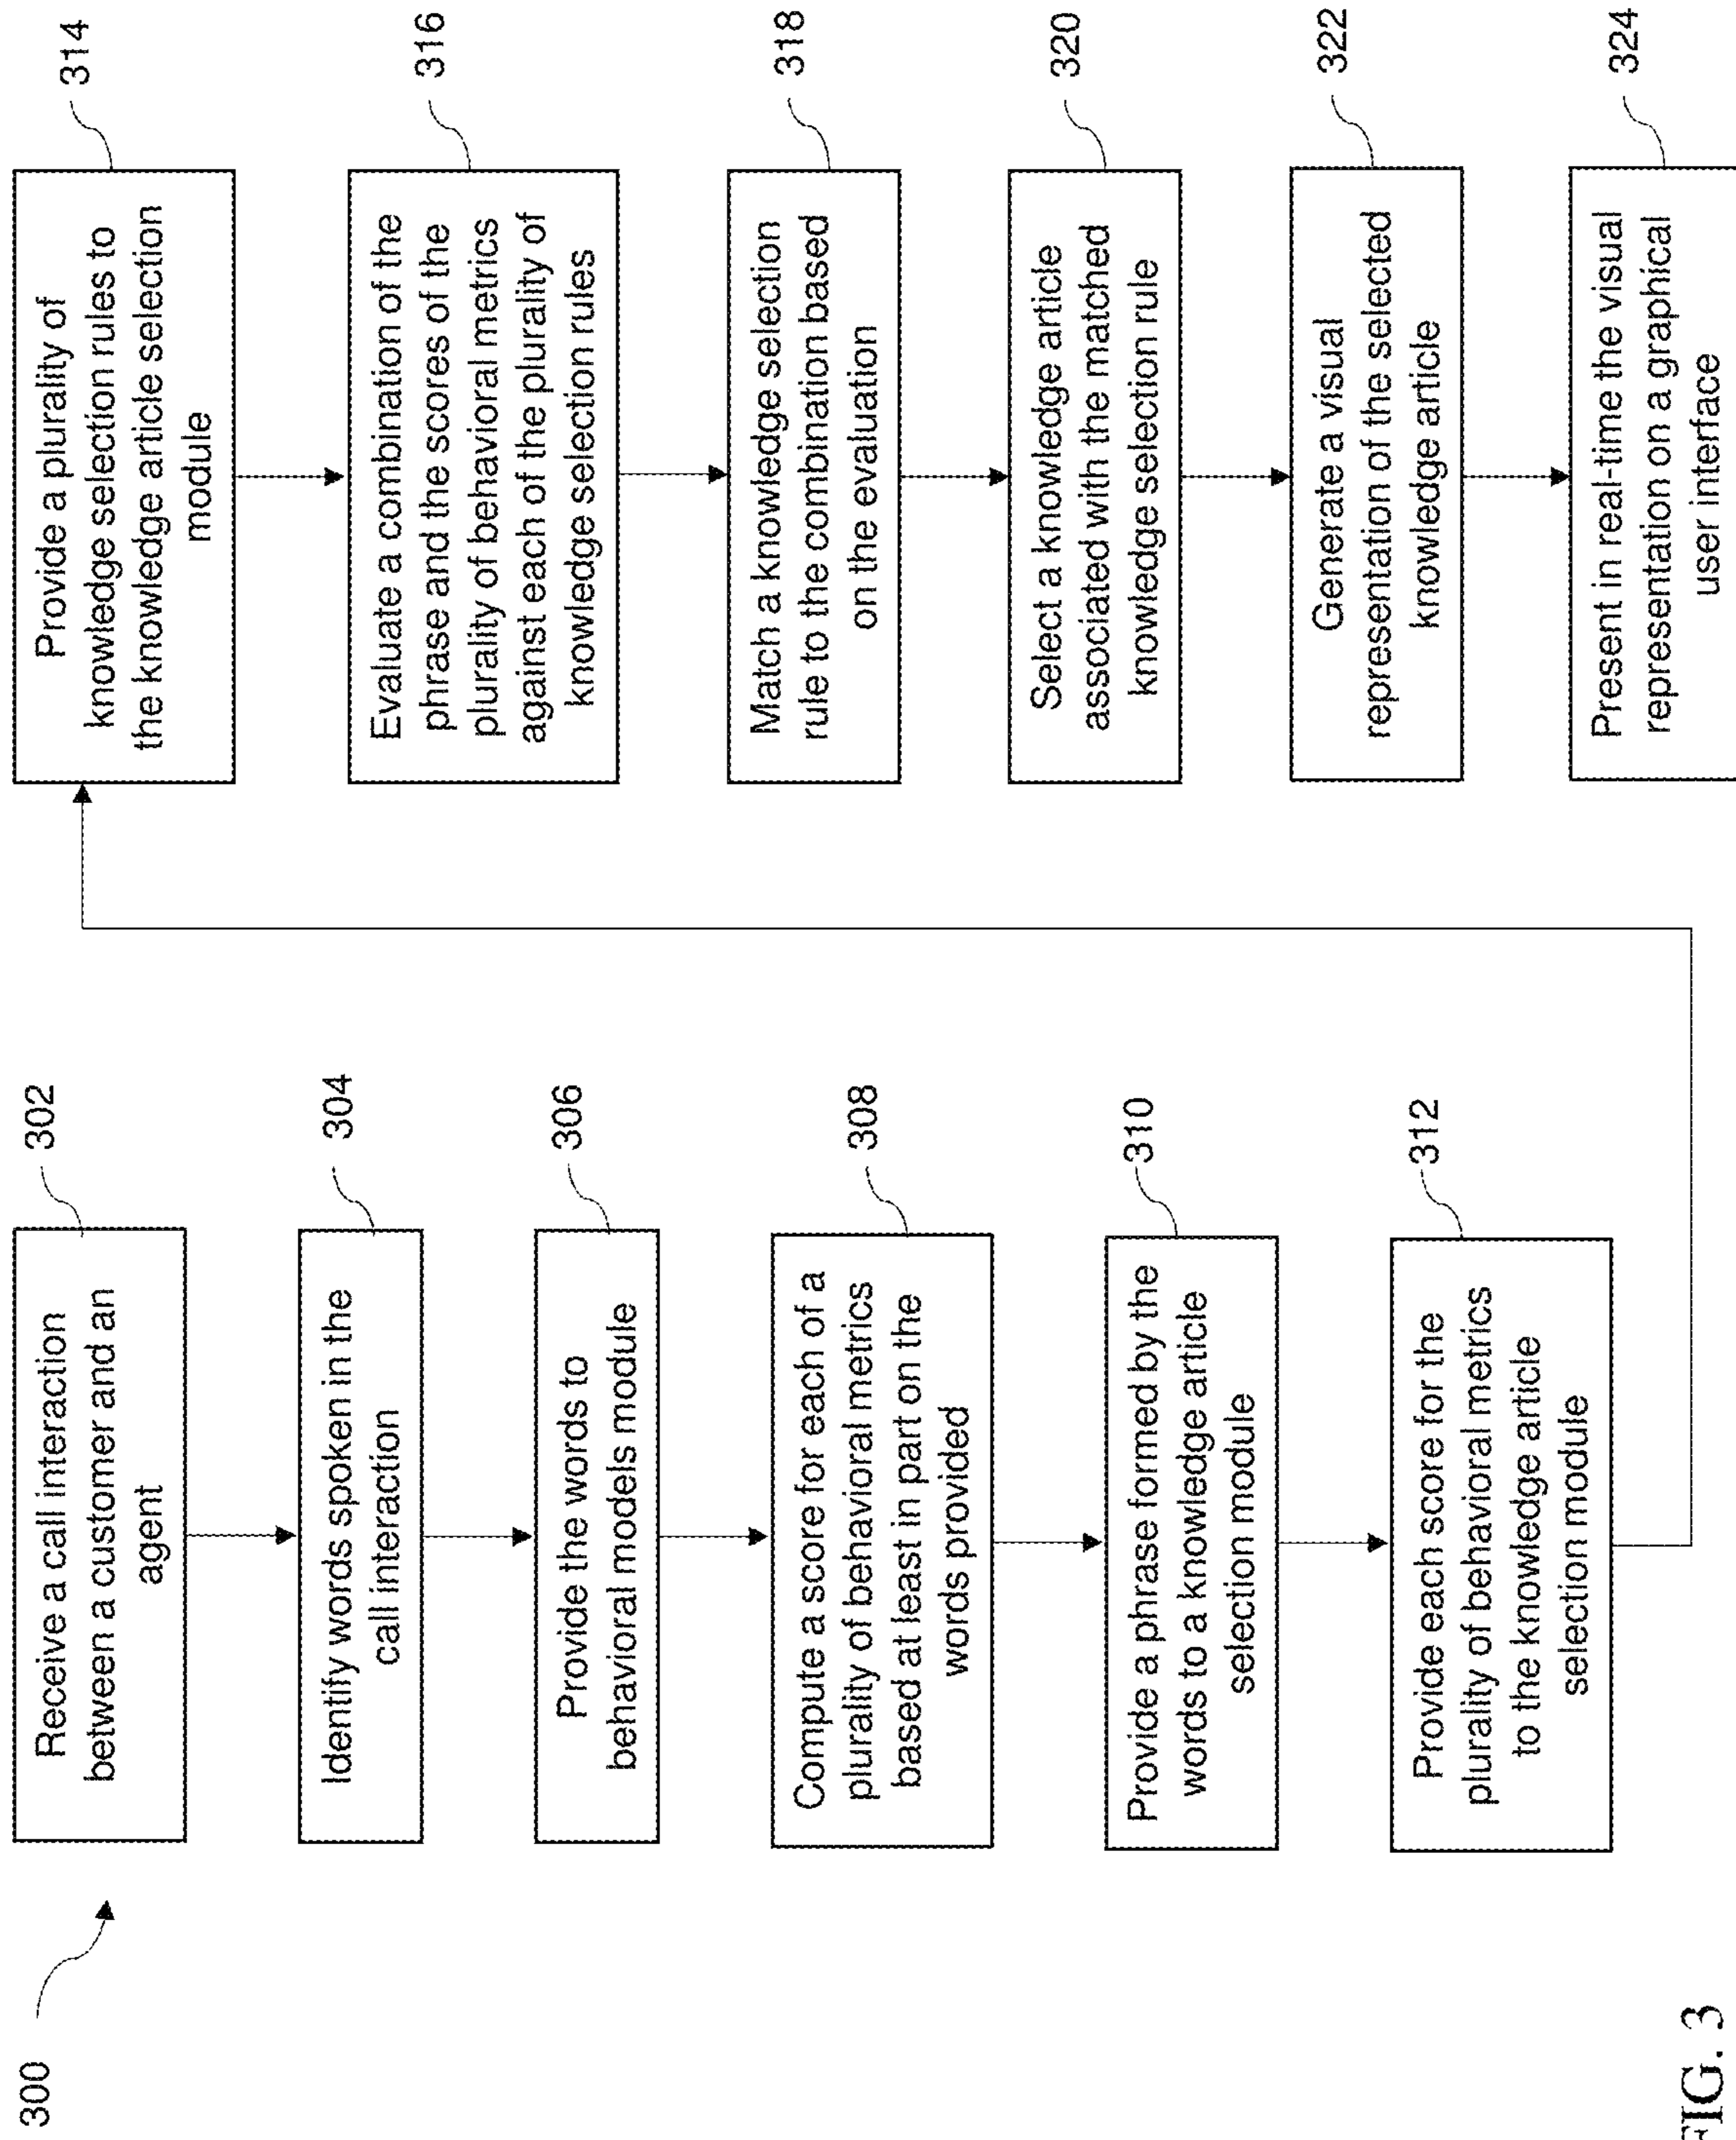 300
302
Receive a call interaction
between a customer and an
agent
304
Identify words spoken in the
call interaction
306
Provide the words to
behavioral models module
308
Compute a score for each of a
plurality of behavioral metrics
based at least in part on the
words provided
310
Provide a phrase formed by the
words to a knowledge article
selection module
312
Provide each score for the
plurality of behavioral metrics
to the knowledge article
selection module
314
Provide a plurality of
knowledge selection rules to
the knowledge article selection
module
316
Evaluate a combination of the
phrase and the scores of the
plurality of behavioral metrics
against each of the plurality of
knowledge selection rules
318
Match a knowledge selection
rule to the combination based
on the evaluation
320
Select a knowledge article
associated with the matched
knowledge selection rule
322
Generate a visual
representation of the selected
knowledge article
324
Present in real-time the visual
representation on a graphical
user interface
FIG. 3